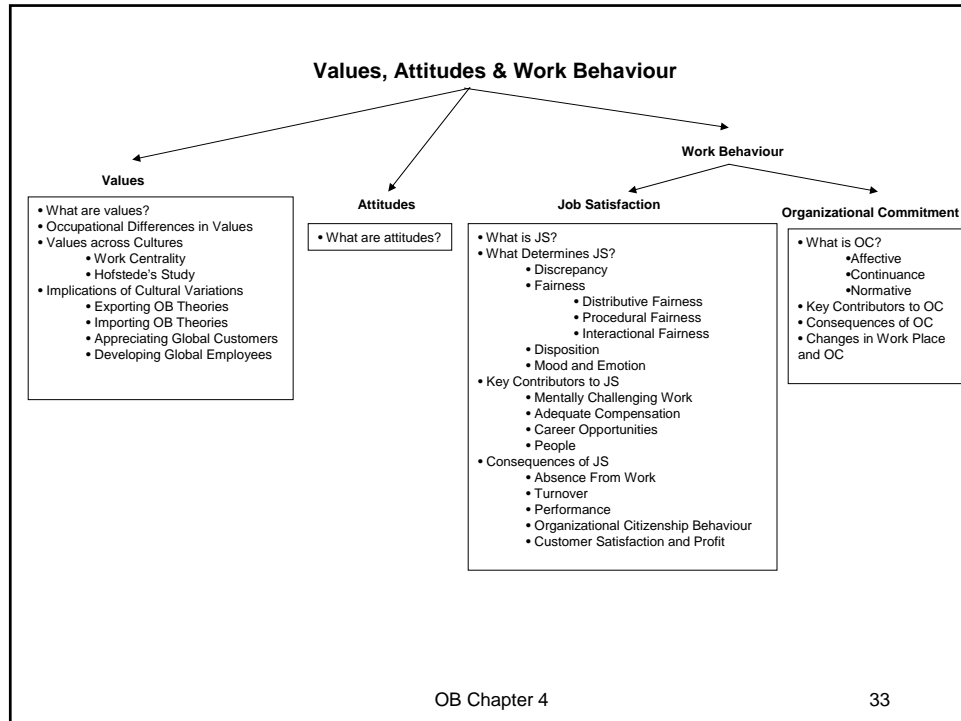 Values, Attitudes & Work Behaviour
Work Behaviour
Values
• What are values?
• Occupational Differences in Values
• Values across Cultures
• Work Centrality
• Hofstede's Study
• Implications of Cultural Variations
• Exporting OB Theories
• Importing OB Theories
• Appreciating Global Customers
• Developing Global Employees
Attitudes
• What are attitudes?
Job Satisfaction
• What is JS?
• What Determines JS?
• Discrepancy
• Fairness
• Distributive Fairness
• Procedural Fairness
• Interactional Fairness
• Disposition
• Mood and Emotion
• Key Contributors to JS
• Mentally Challenging Work
• Adequate Compensation
• Career Opportunities
• People
• Consequences of JS
• Absence From Work
• Turnover
• Performance
• Organizational Citizenship Behaviour
• Customer Satisfaction and Profit
Organizational Commitment
• What is OC?
•Affective
•Continuance
•Normative
• Key Contributors to OC
• Consequences of OC
• Changes in Work Place
and OC
OB Chapter 4
33